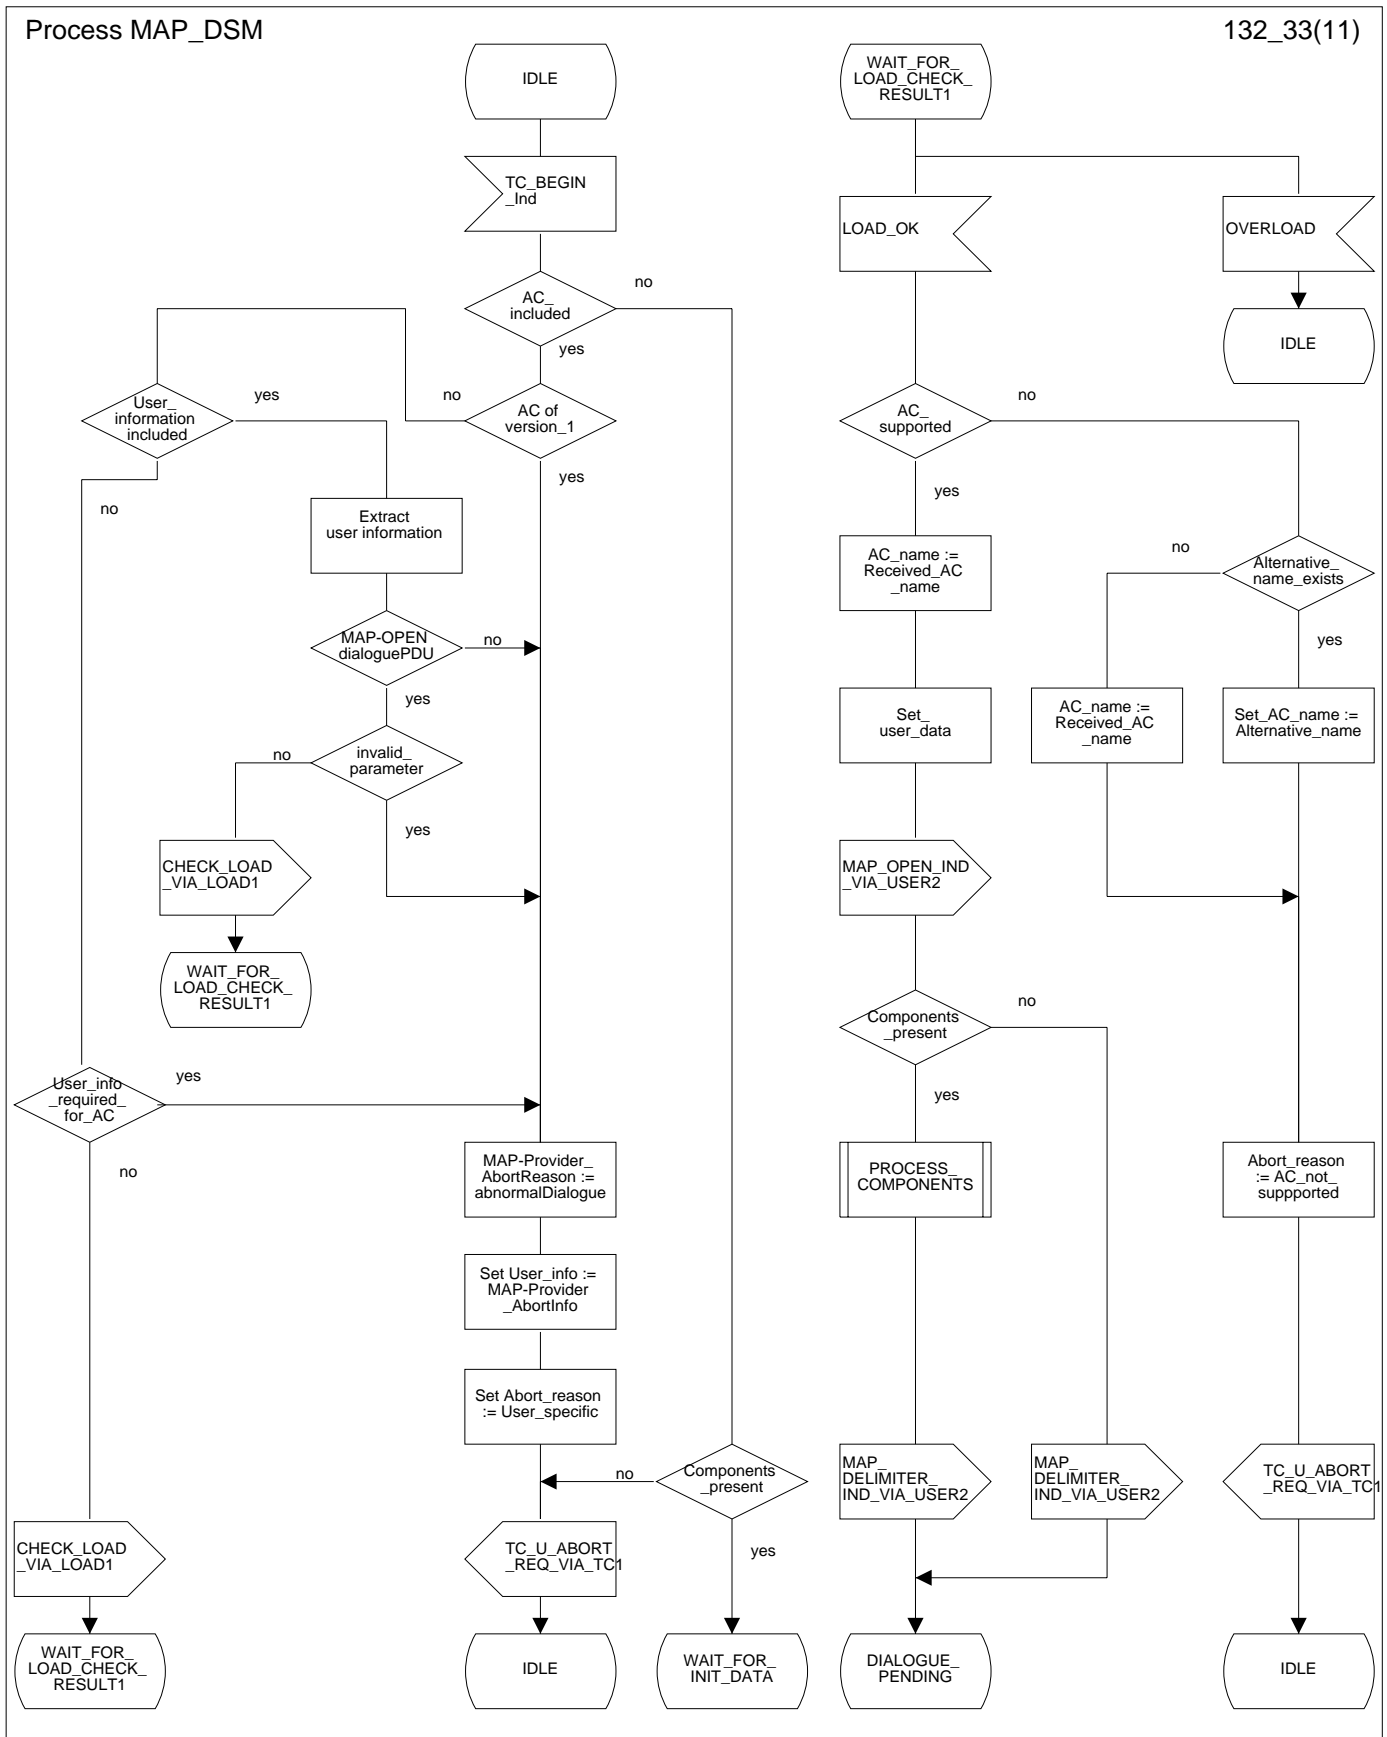 Process MAP_DSM
132_33(11)
IDLE
TC_BEGIN
_Ind
AC_
included
no
yes
AC of
version_1
no
yes
User_
information
included
yes
no
Extract
user information
MAP-OPEN
dialoguePDU
no
yes
invalid_
parameter
no
yes
CHECK_LOAD
_VIA_LOAD1
WAIT_FOR_
LOAD_CHECK_
RESULT1
User_info
_required_
for_AC
yes
no
MAP-Provider_
AbortReason :=
abnormalDialogue
Set User_info :=
MAP-Provider
_AbortInfo
Set Abort_reason
:= User_specific
Components
_present
no
yes
CHECK_LOAD
_VIA_LOAD1
TC_U_ABORT
_REQ_VIA_TC1
WAIT_FOR_
LOAD_CHECK_
RESULT1
IDLE
WAIT_FOR_
INIT_DATA
WAIT_FOR_
LOAD_CHECK_
RESULT1
LOAD_OK
OVERLOAD
IDLE
AC_
supported
no
yes
AC_name :=
Received_AC
_name
Alternative_
name_exists
no
yes
Set_
user_data
AC_name :=
Received_AC
_name
Set_AC_name :=
Alternative_name
MAP_OPEN_IND
_VIA_USER2
Components
_present
no
yes
PROCESS_
COMPONENTS
Abort_reason
:= AC_not_
suppported
MAP_
DELIMITER_
IND_VIA_USER2
MAP_
DELIMITER_
IND_VIA_USER2
TC_U_ABORT
_REQ_VIA_TC1
DIALOGUE_
PENDING
IDLE